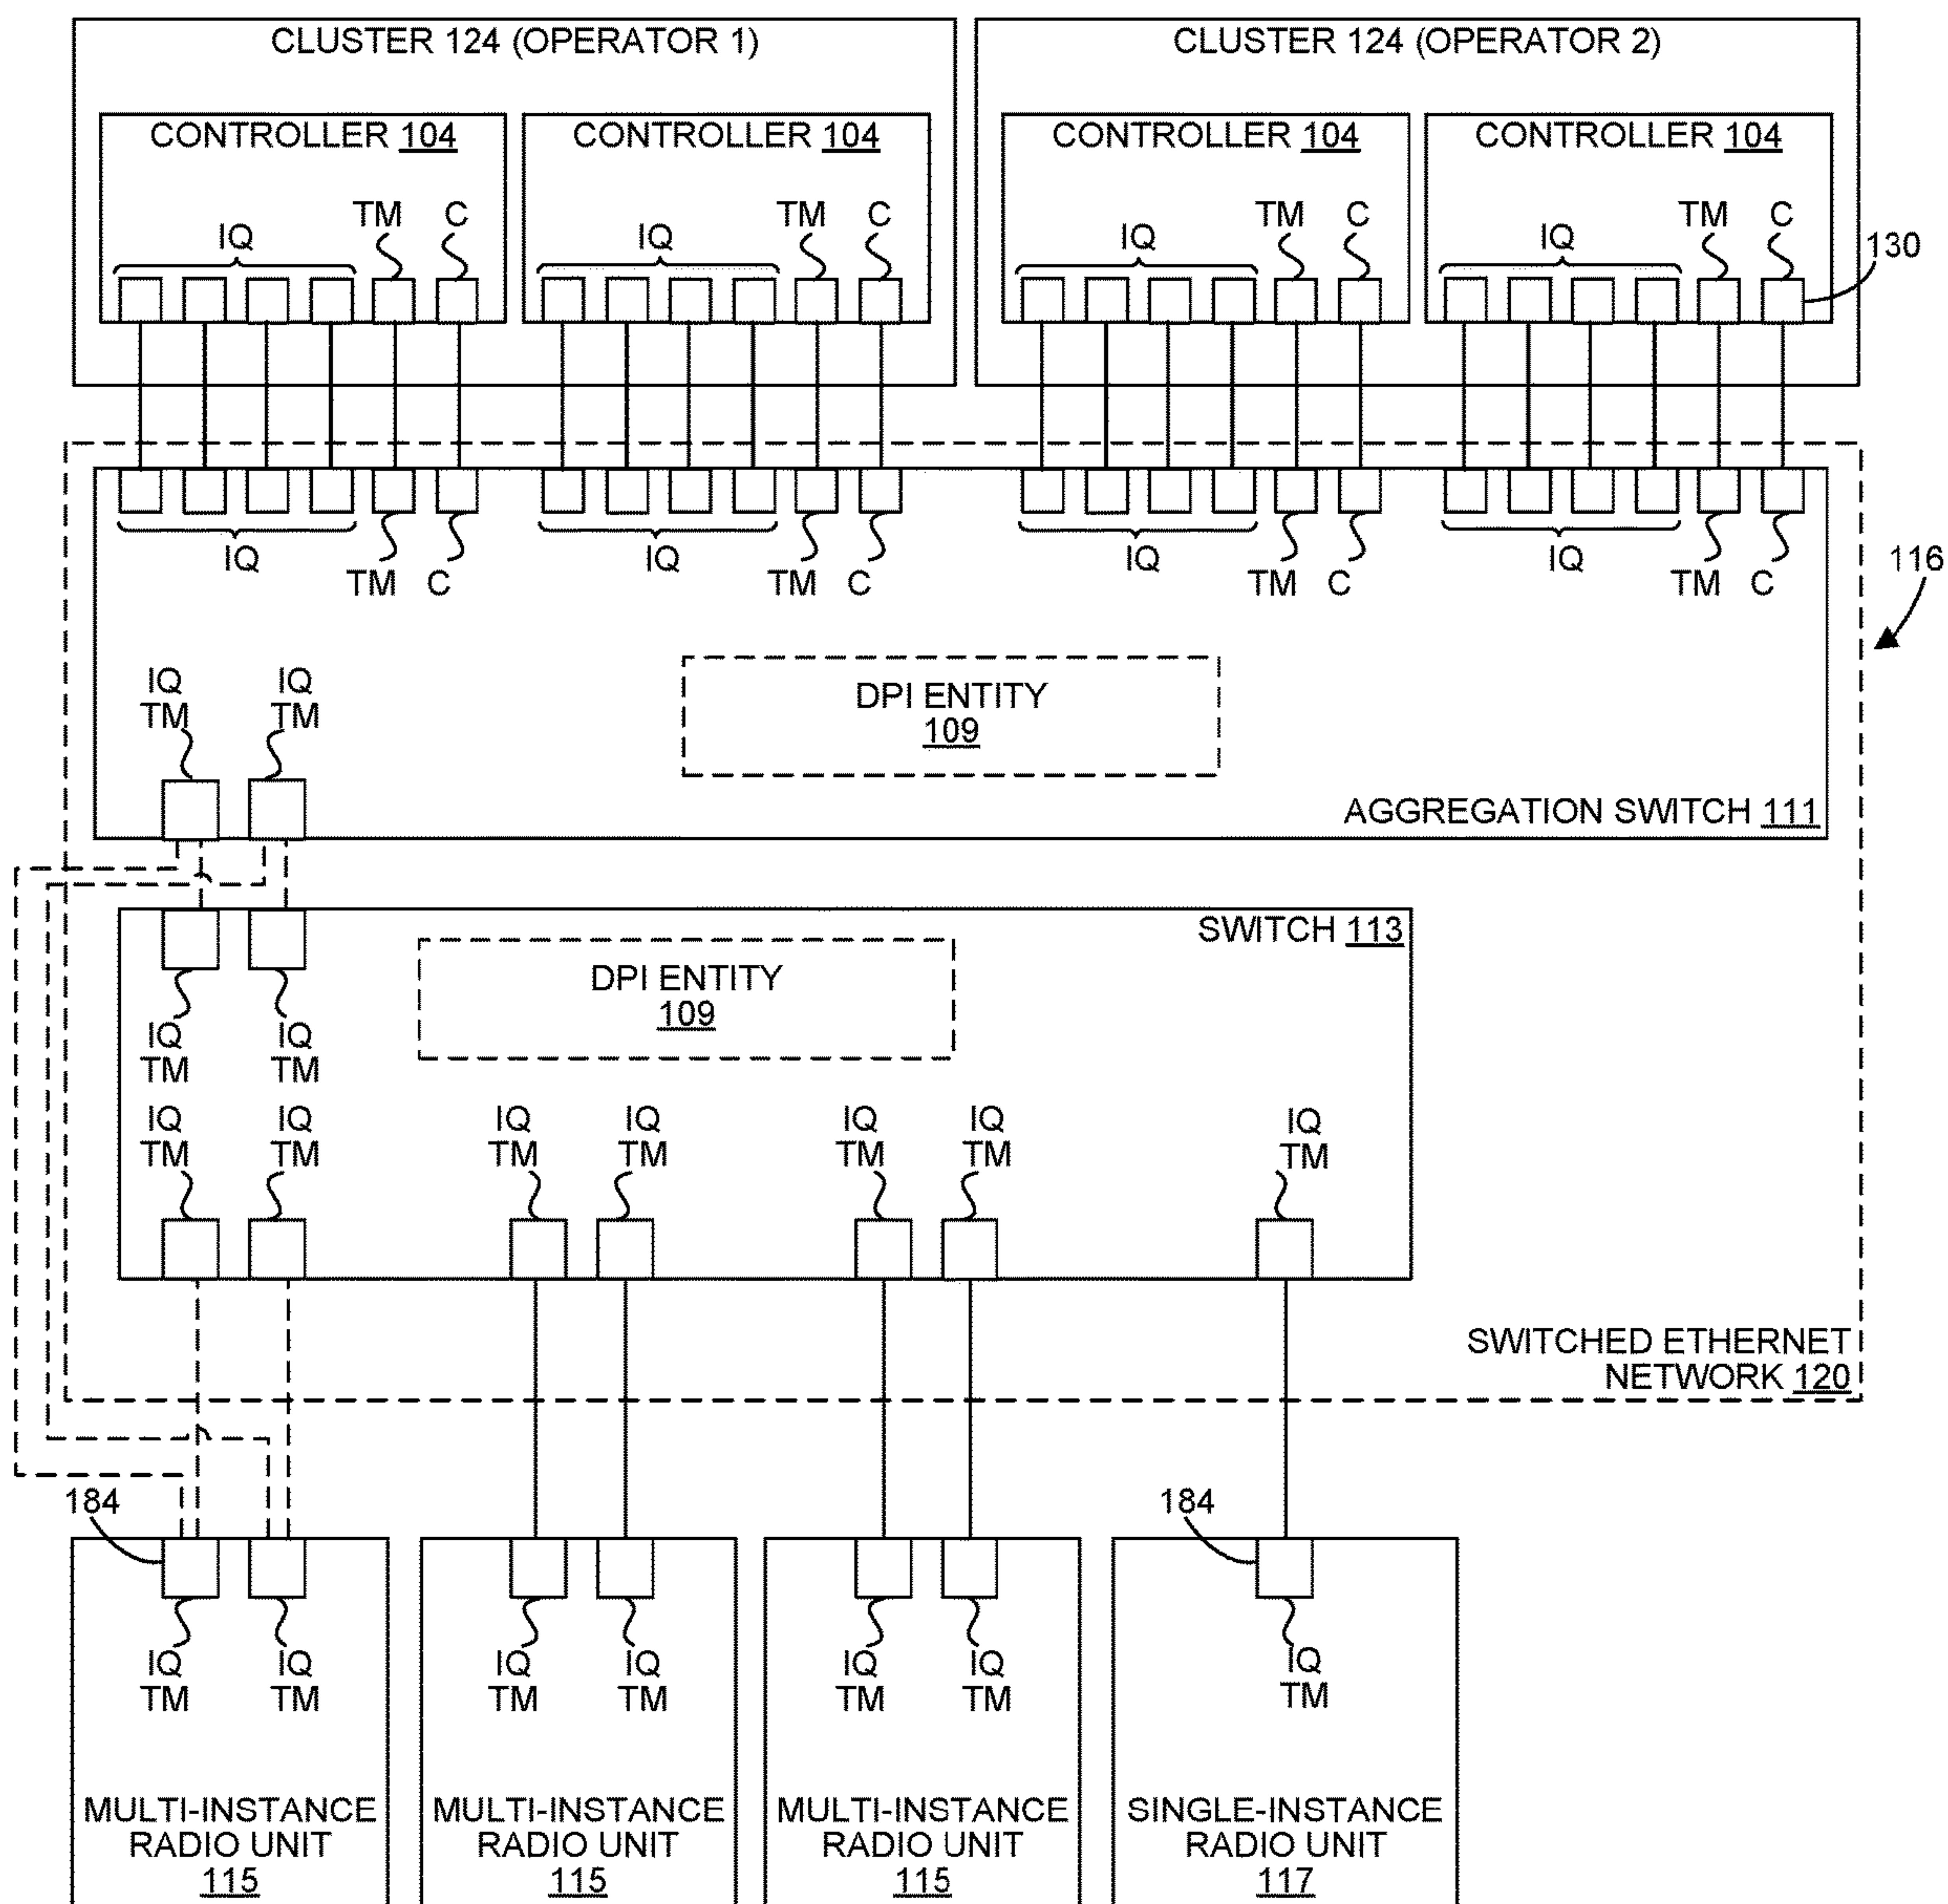 CLUSTER 124 (OPERATOR 1)
CLUSTER 124 (OPERATOR 2)
CONTROLLER 104
CONTROLLER 104
CONTROLLER 104
CONTROLLER 104
IQ TM C
IQ TM C
IQ TM C
IQ TM C
130
IQ TM C
IQ TM C
IQ TM C
IQ TM C
116
IQ
TM
IQ
TM
DPI ENTITY
109
AGGREGATION SWITCH 111
SWITCH 113
DPI ENTITY
109
IQ
TM
IQ
TM
IQ
TM
IQ
TM
IQ
TM
IQ
TM
IQ
TM
IQ
TM
IQ
TM
SWITCHED ETHERNET
NETWORK 120
184
184
IQ
TM
IQ
TM
IQ
TM
IQ
TM
IQ
TM
IQ
TM
IQ
TM
MULTI-INSTANCE
RADIO UNIT
115
MULTI-INSTANCE
RADIO UNIT
115
MULTI-INSTANCE
RADIO UNIT
115
SINGLE-INSTANCE
RADIO UNIT
117